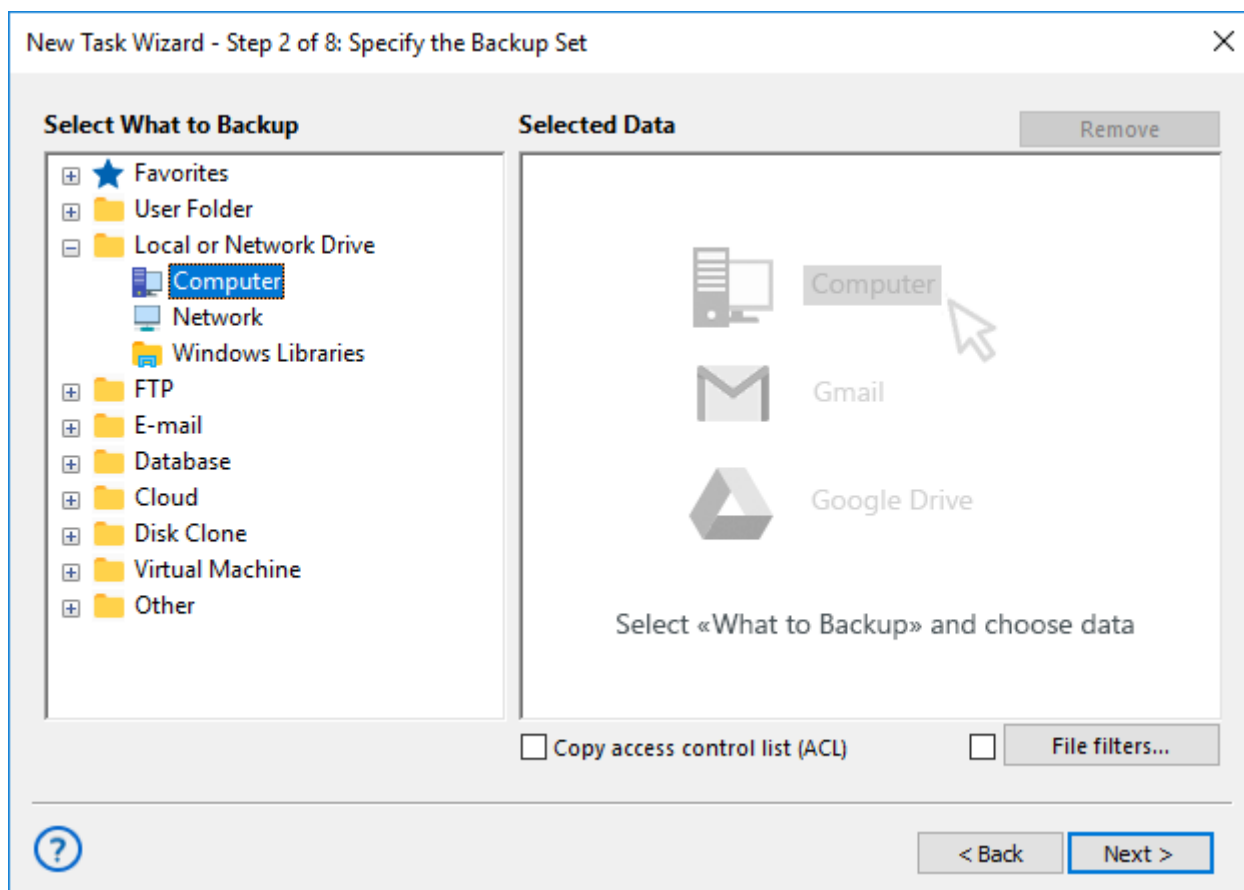 New Task Wizard - Step 2 of 8: Specify the Backup Set
Select What to Backup
Favorites
User Folder
Local or Network Drive
Computer
Network
Windows Libraries
FTP
E-mail
Database
Cloud
Disk Clone
Virtual Machine
Other
Selected Data
Remove
Computer
Gmail
Google Drive
Select «What to Backup» and choose data
Copy access control list (ACL)
File filters...
?
< Back
Next >